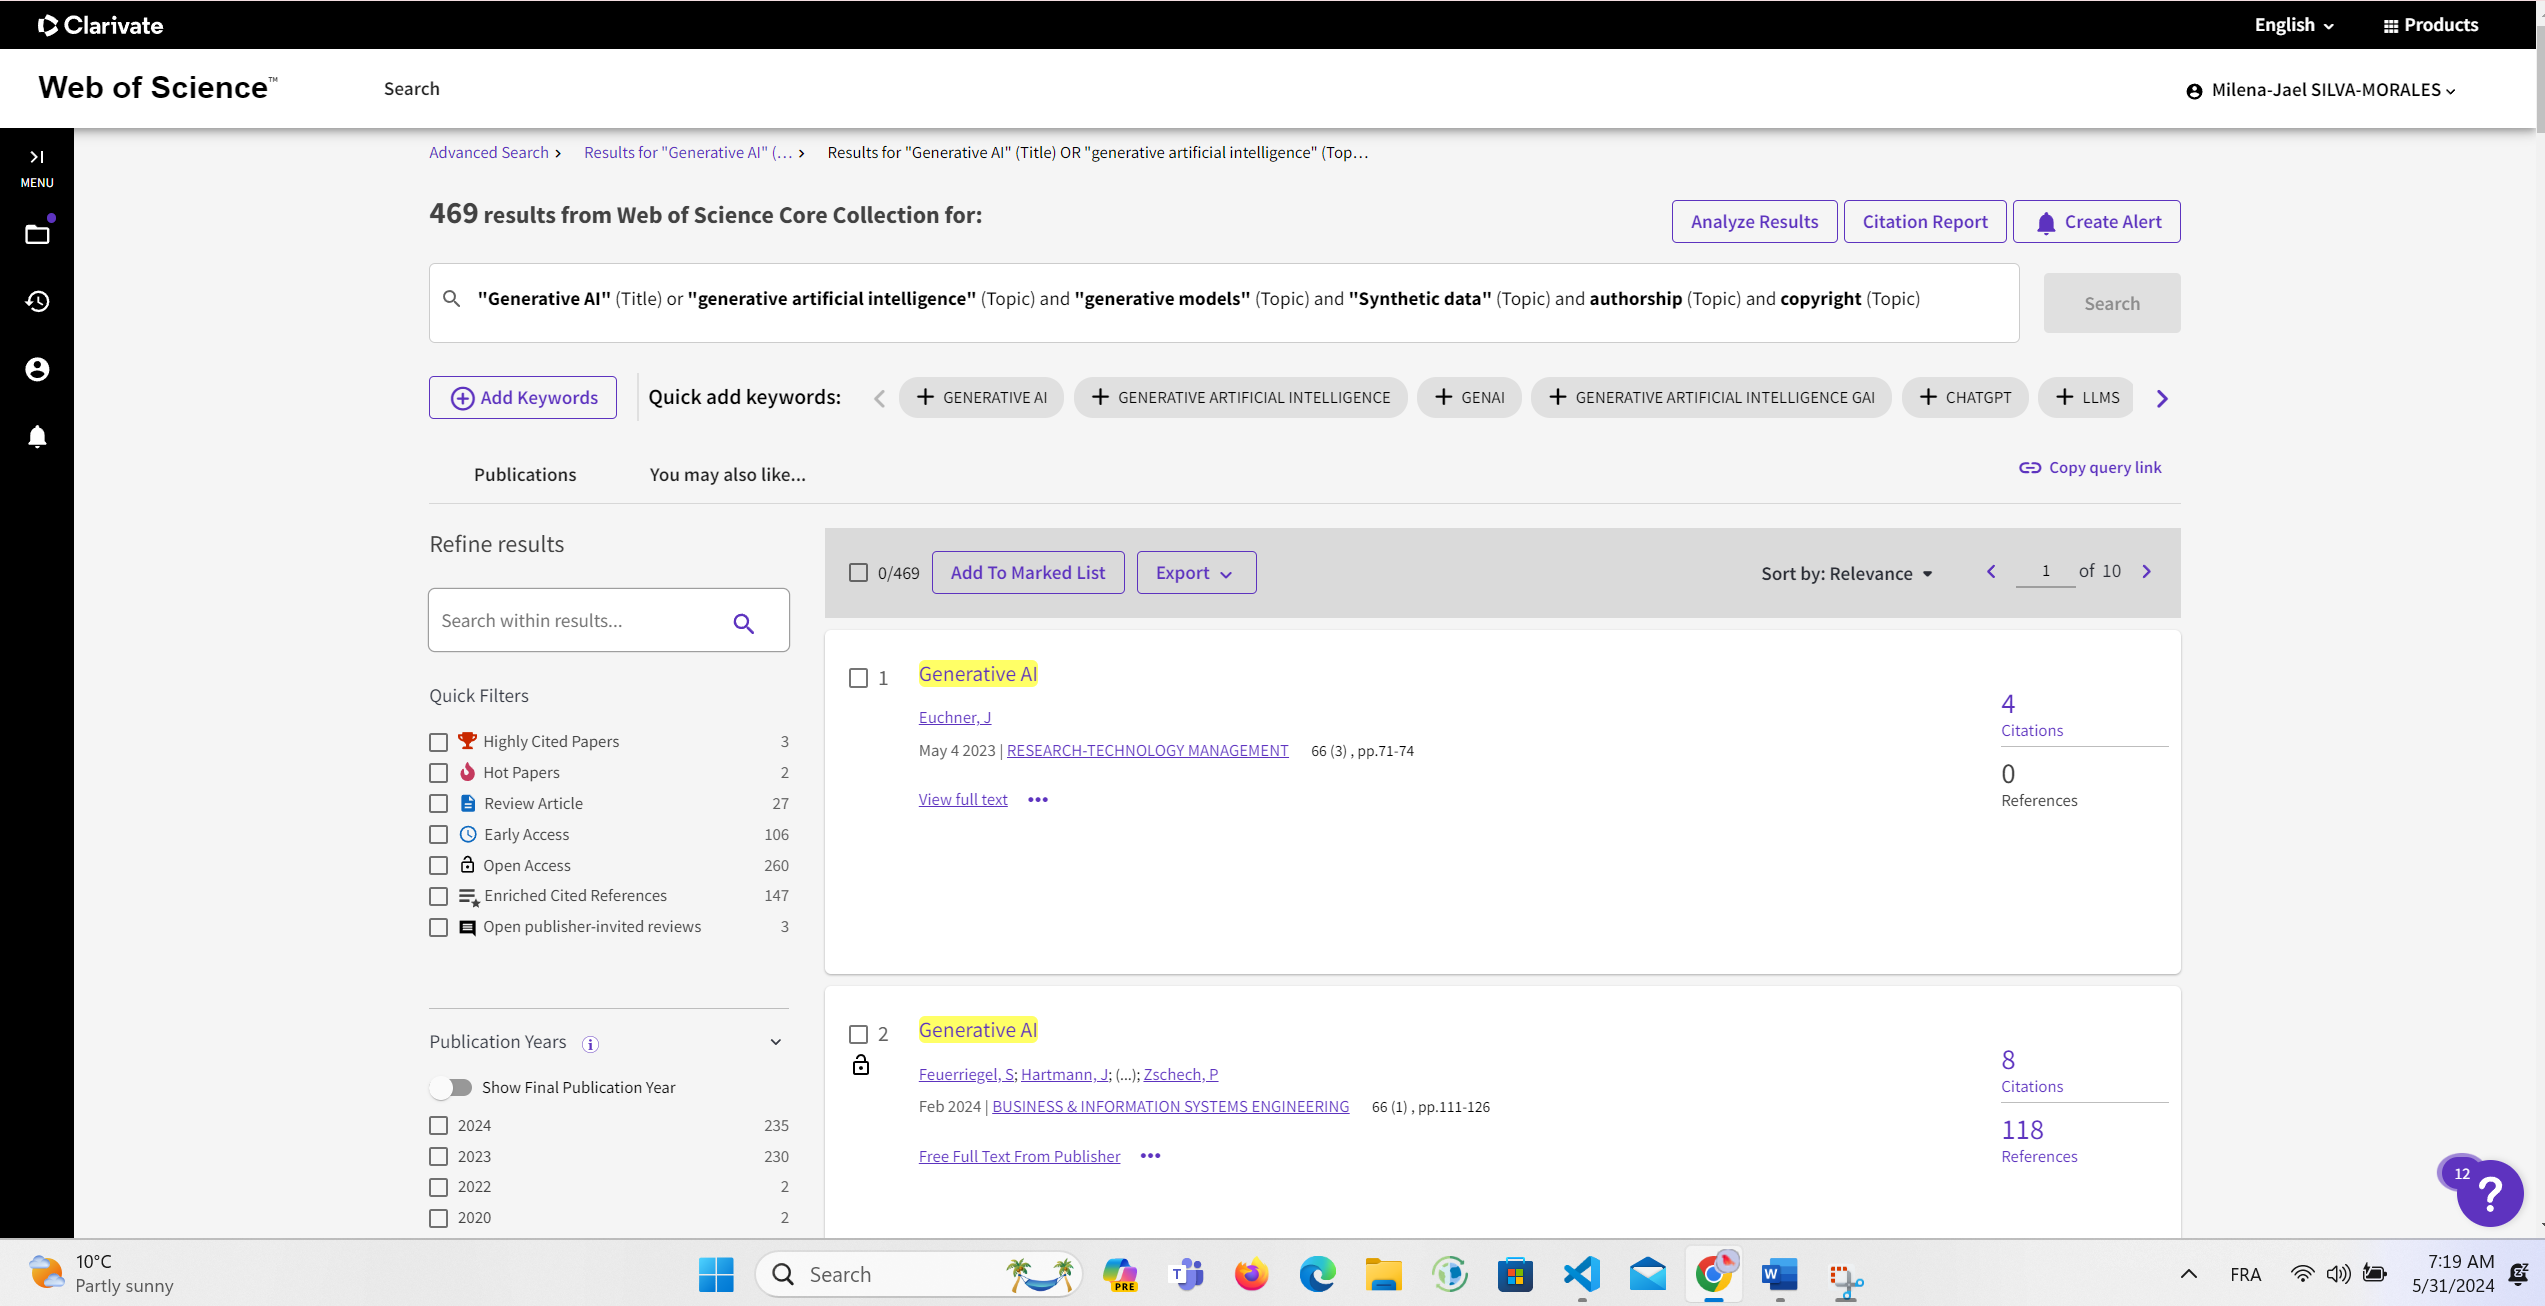 Clarivate
English
Products
Web of Science™
Search
Milena-Jael SILVA-MORALES
MENU
Advanced Search
Results for "Generative AI" (…
Results for "Generative AI" (Title) OR "generative artificial intelligence" (Top…
469 results from Web of Science Core Collection for:
Analyze Results
Citation Report
Create Alert
"Generative AI" (Title) or "generative artificial intelligence" (Topic) and "generative models" (Topic) and "Synthetic data" (Topic) and authorship (Topic) and copyright (Topic)
Search
Add Keywords
Quick add keywords:
GENERATIVE AI
GENERATIVE ARTIFICIAL INTELLIGENCE
GENAI
GENERATIVE ARTIFICIAL INTELLIGENCE GAI
CHATGPT
LLMS
Publications
You may also like...
Copy query link
Refine results
Search within results...
Quick Filters
Highly Cited Papers 3
Hot Papers 2
Review Article 27
Early Access 106
Open Access 260
Enriched Cited References 147
Open publisher-invited reviews 3
Publication Years
Show Final Publication Year
2024 235
2023 230
2022 2
2020 2
0/469
Add To Marked List
Export
Sort by: Relevance
1 of 10
1
Generative AI
Euchner, J
May 4 2023 | RESEARCH-TECHNOLOGY MANAGEMENT 66 (3) , pp.71-74
View full text
4
Citations
0
References
2
Generative AI
Feuerriegel, S; Hartmann, J; (...); Zschech, P
Feb 2024 | BUSINESS & INFORMATION SYSTEMS ENGINEERING 66 (1) , pp.111-126
Free Full Text From Publisher
8
Citations
118
References
12
?
10°C
Partly sunny
Search
PRE
T
W
FRA
7:19 AM
5/31/2024